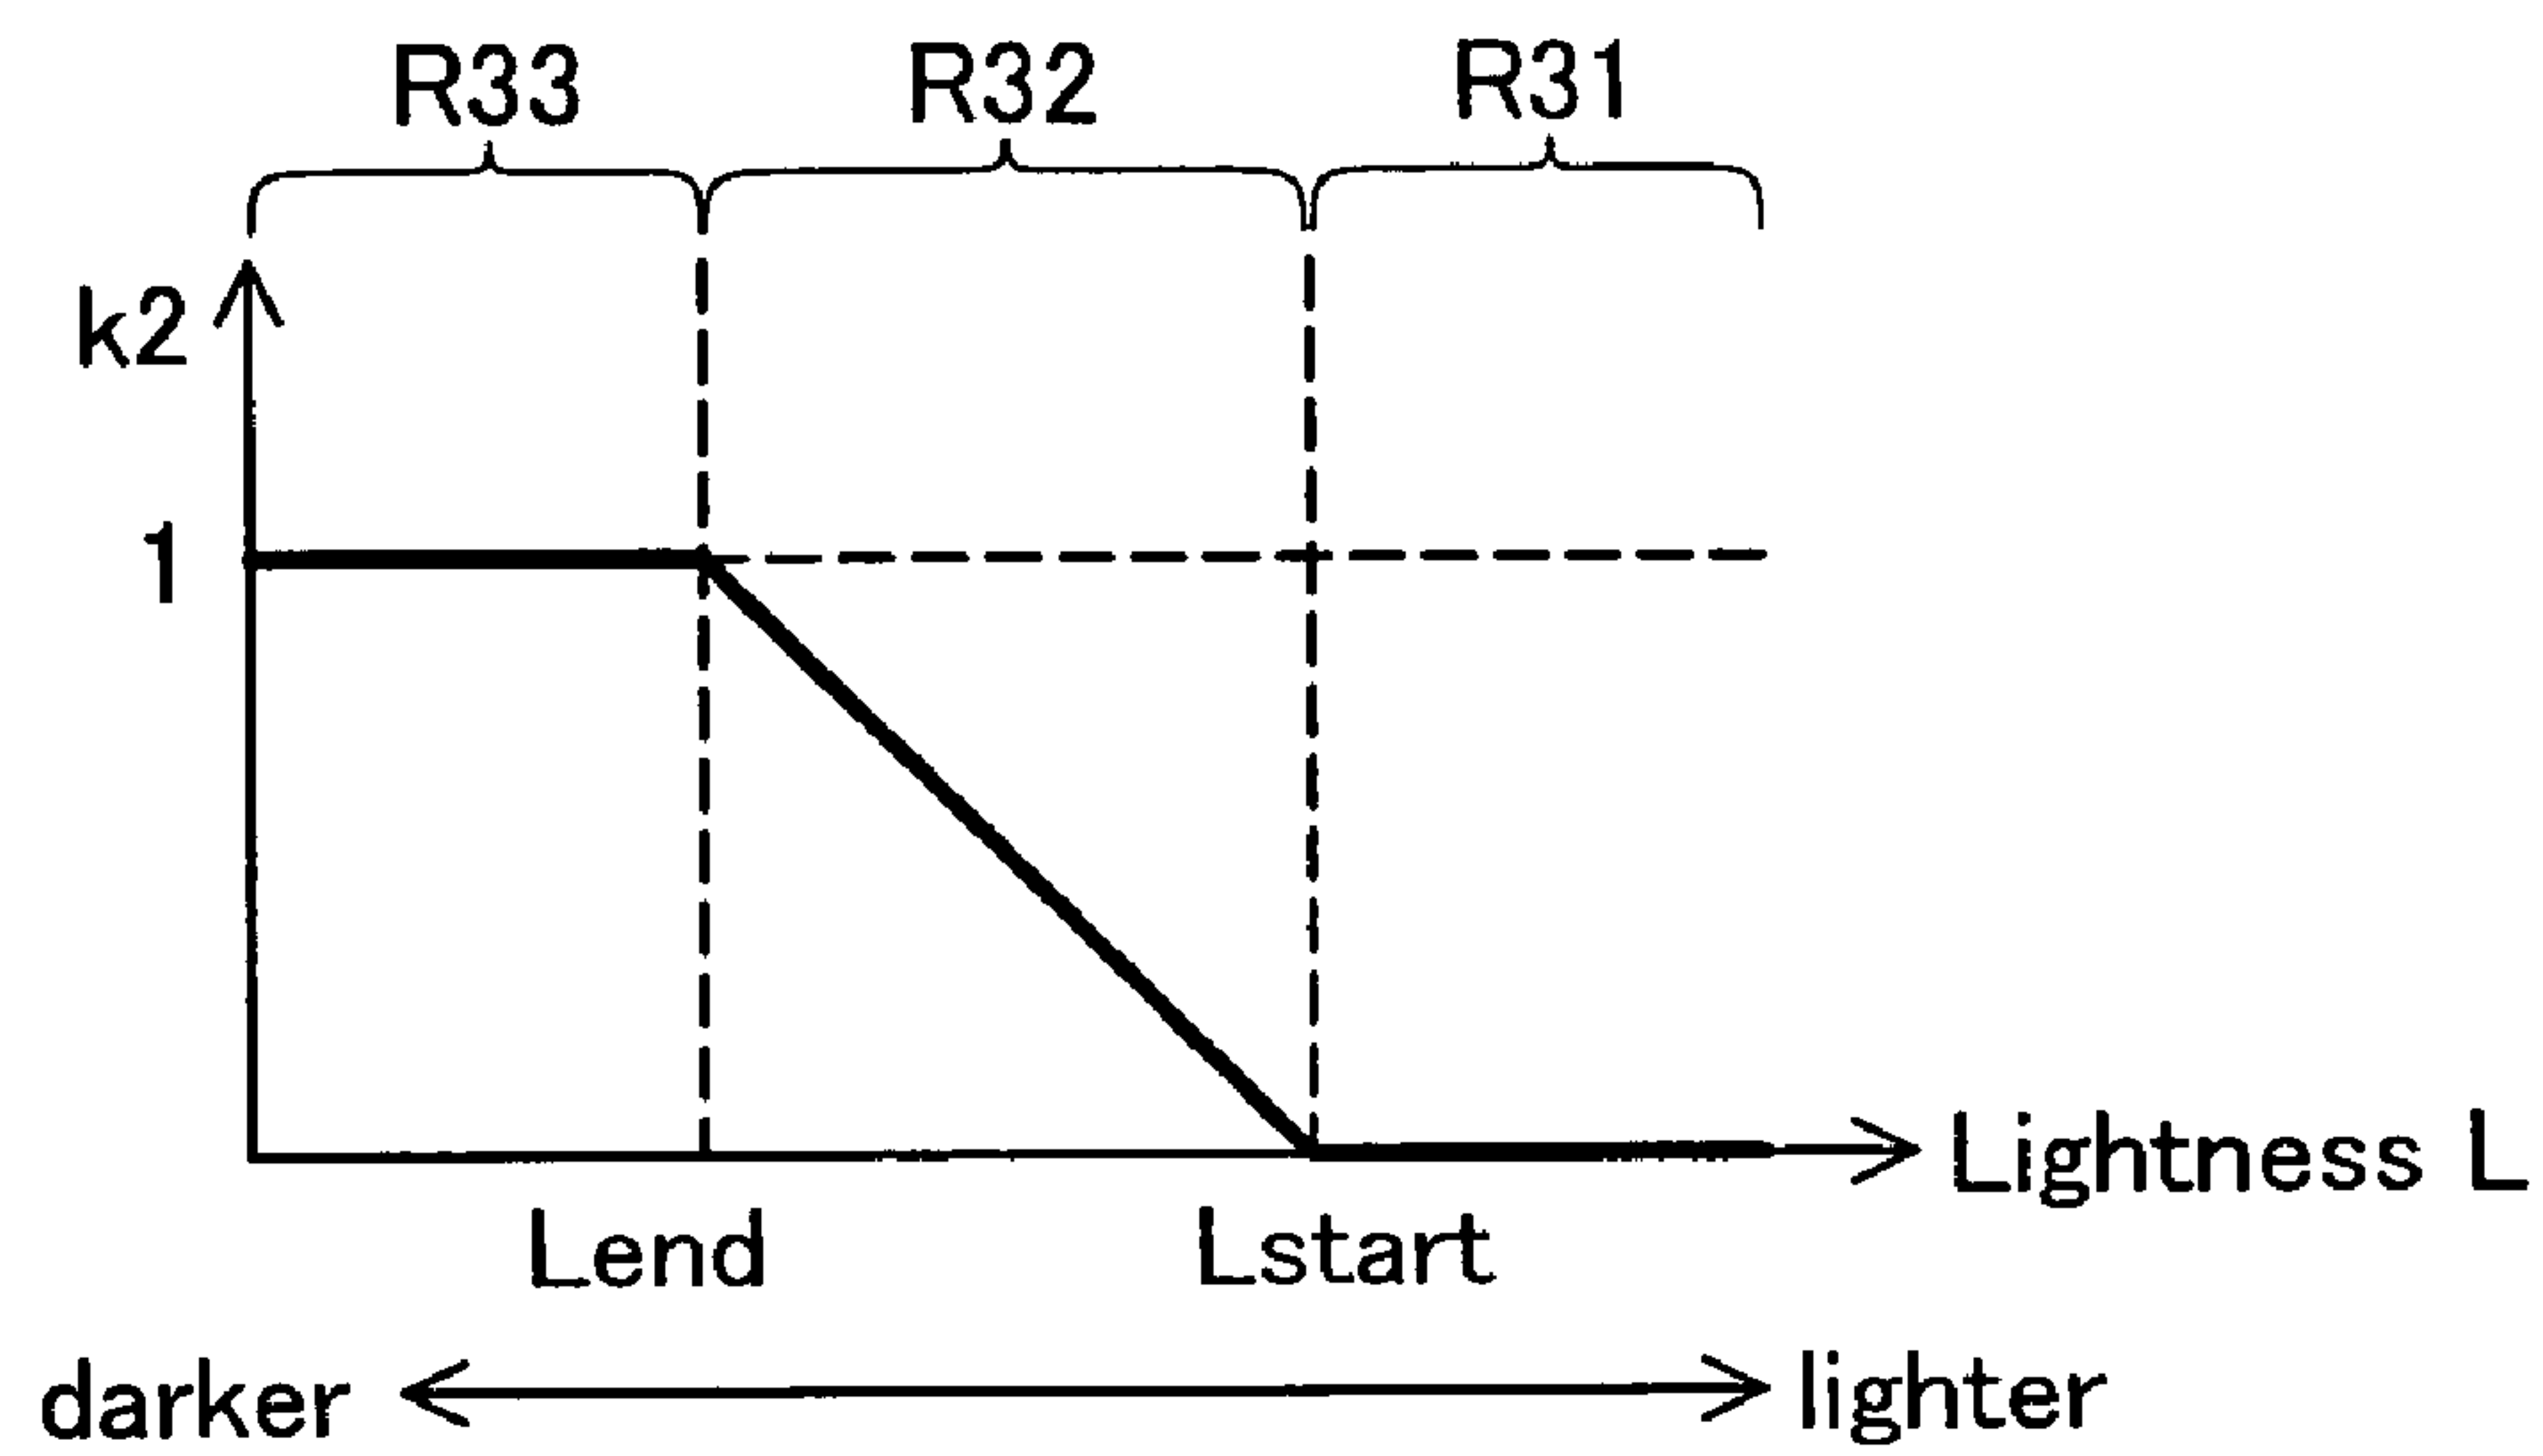 R33 R32 R31
k2
1
Lightness L
Lend Lstart
darker lighter